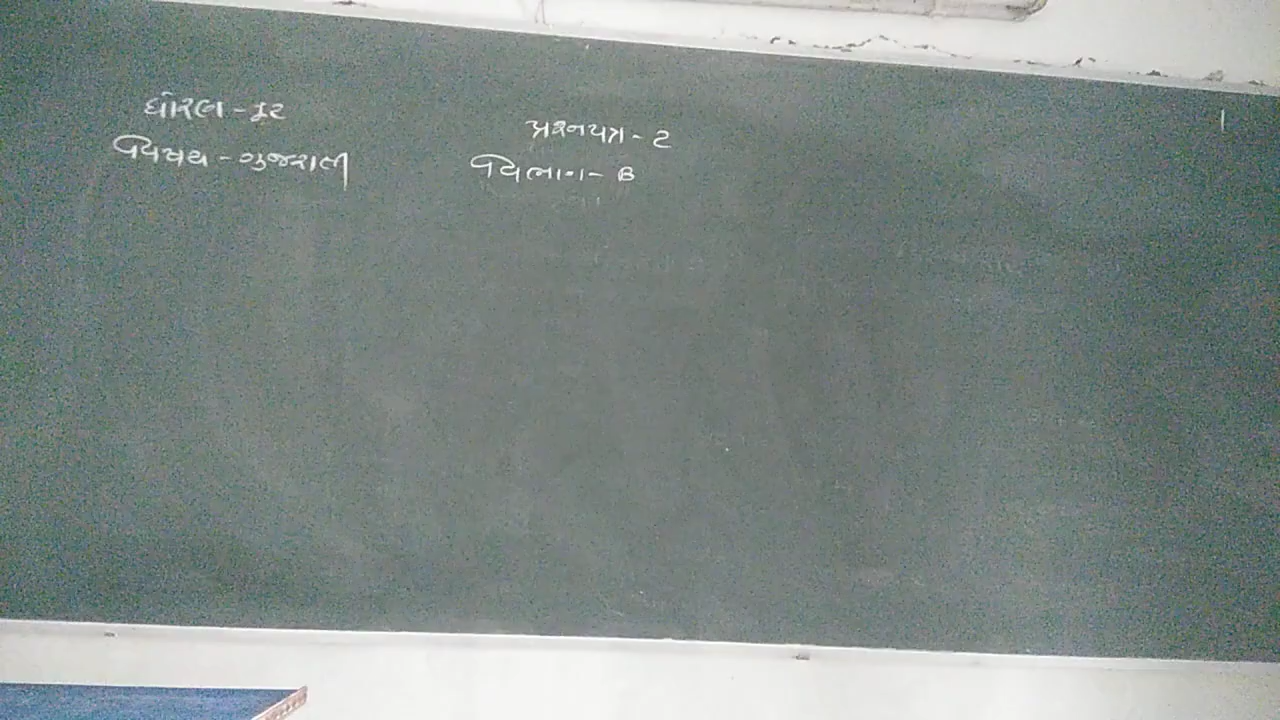 ધોરણ - ૧૨
વિષય - ગુજરાતી
પ્રશ્નપત્ર - ૨
વિભાગ - B